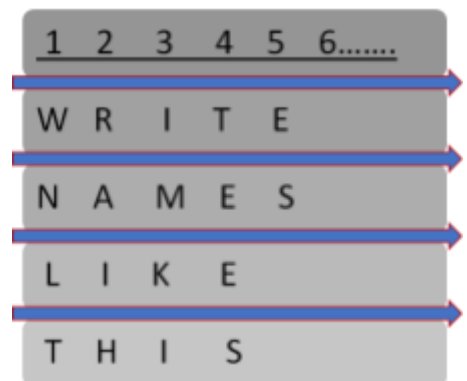 1 2 3 4 5 6.......
W R I T E
N A M E S
L I K E
T H I S